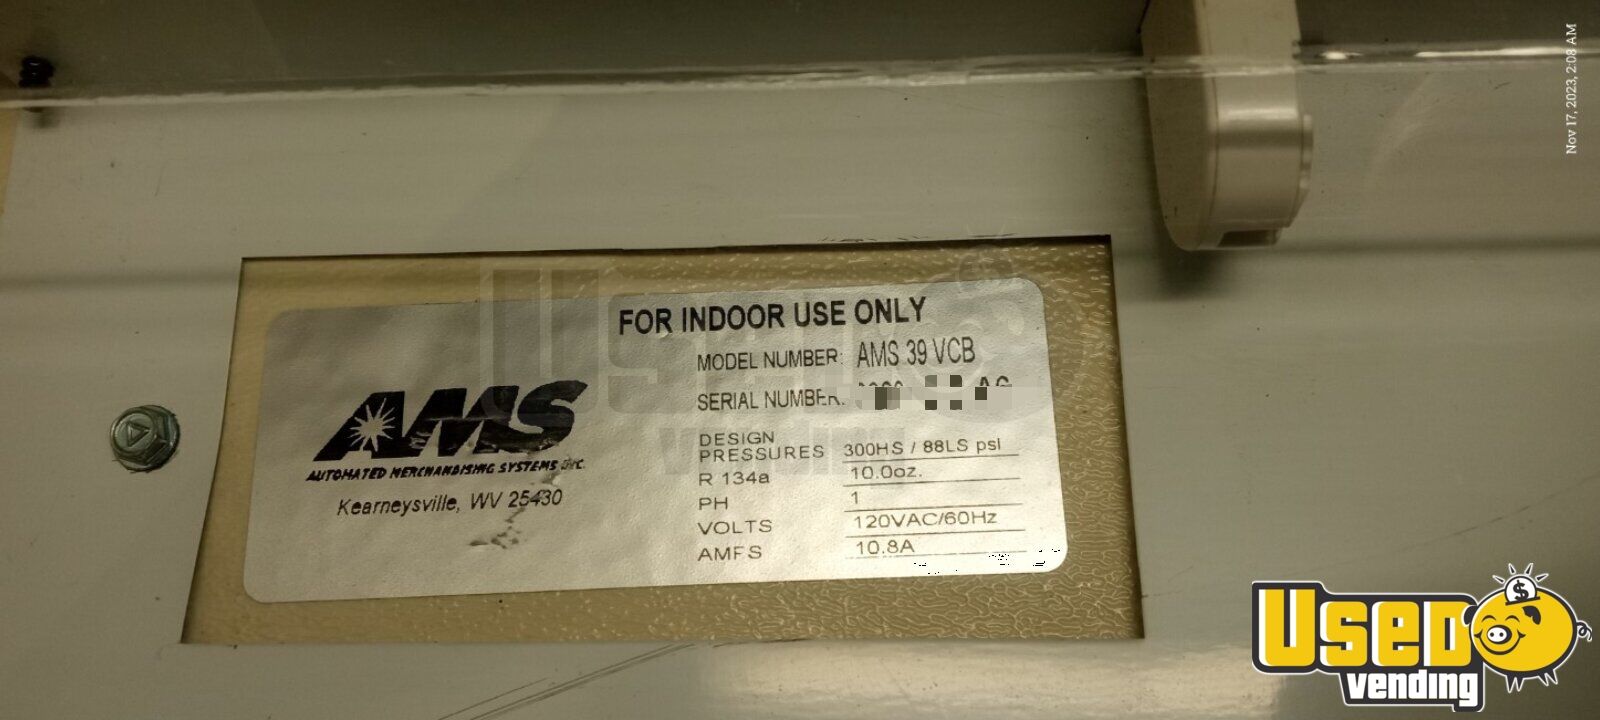 Nov 17, 2023, 2:08 AM
FOR INDOOR USE ONLY
MODEL NUMBER: AMS 39 VCB
SERIAL NUMBER:
DESIGN
PRESSURES 300HS / 88LS psi
R 134a 10.0oz.
PH 1
VOLTS 120VAC/60Hz
AMPS 10.8A
AMS
AUTOMATED MERCHANDISING SYSTEMS INC.
Kearneysville, WV 25430
Used
vending
USED
vending